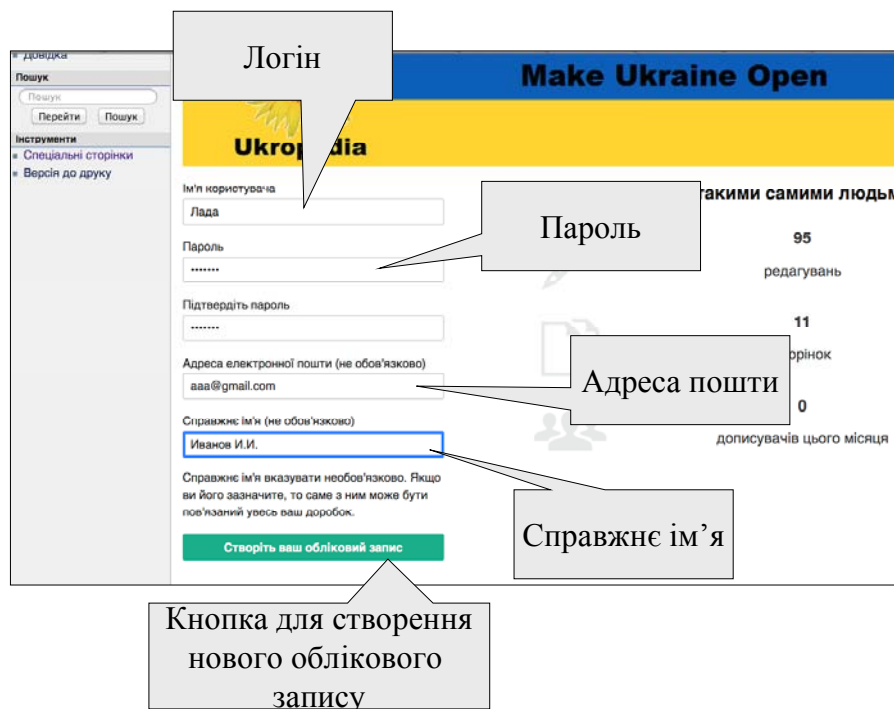 Довідка
Пошук
Пошук
Перейти Пошук
Інструменти
Спеціальні сторінки
Версія до друку
Логін
Make Ukraine Open
Ім'я користувача
Лада
Пароль
•••••••
Підтвердіть пароль
•••••••
Адреса електронної пошти (не обов'язково)
aaa@gmail.com
Справжнє ім'я (не обов'язково)
Иванов И.И.
Справжнє ім'я вказувати необов'язково. Якщо
ви його зазначите, то саме з ним може бути
пов'язаний увесь ваш доробок.
Створіть ваш обліковий запис
Пароль
самими людьм
95
редагувань
11
Адреса пошти
0
дописувачів цього місяця
Справжнє ім’я
Кнопка для створення
нового облікового
запису